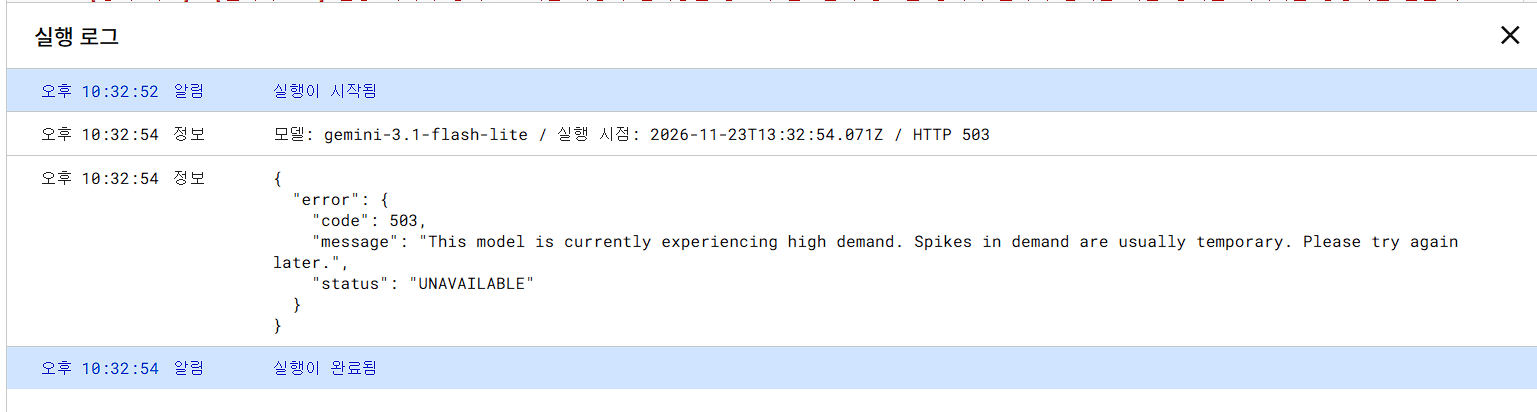 실행 로그
오후 10:32:52 알림 실행이 시작됨
오후 10:32:54 정보 모델: gemini-3.1-flash-lite / 실행 시점: 2026-11-23T13:32:54.071Z / HTTP 503
오후 10:32:54 정보 {
"error": {
"code": 503,
"message": "This model is currently experiencing high demand. Spikes in demand are usually temporary. Please try again
later.",
"status": "UNAVAILABLE"
}
}
오후 10:32:54 알림 실행이 완료됨